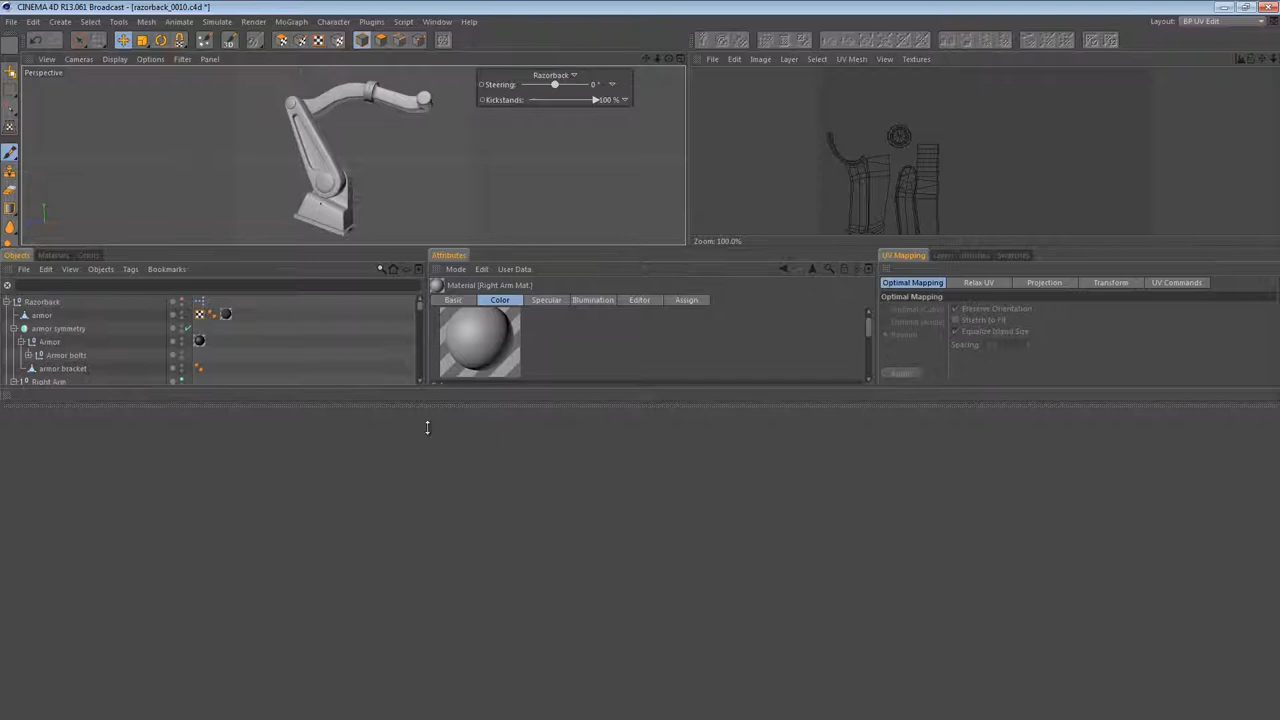 CINEMA 4D R13.061 Broadcast - [razorback_0010.c4d *]
File Edit Create Select Tools Mesh Animate Simulate Render MoGraph Character Plugins Script Window Help
Layout: BP UV Edit
View Cameras Display Options Filter Panel
File Edit Image Layer Select UV Mesh View Textures
Perspective
Razorback
Steering: 0 °
Kickstands: 100 %
Zoom: 100.0%
Objects Materials Colors
Attributes
UV Mapping Layers Attributes Swatches
File Edit View Objects Tags Bookmarks
Mode Edit User Data
Material [Right Arm Mat.]
Optimal Mapping Relax UV Projection Transform UV Commands
Optimal Mapping
Basic Color Specular Illumination Editor Assign
Razorback
armor
armor symmetry
Armor
Armor bolts
armor bracket
Right Arm
Preserve Orientation
Stretch to Fit
Equalize Island Size
Spacing